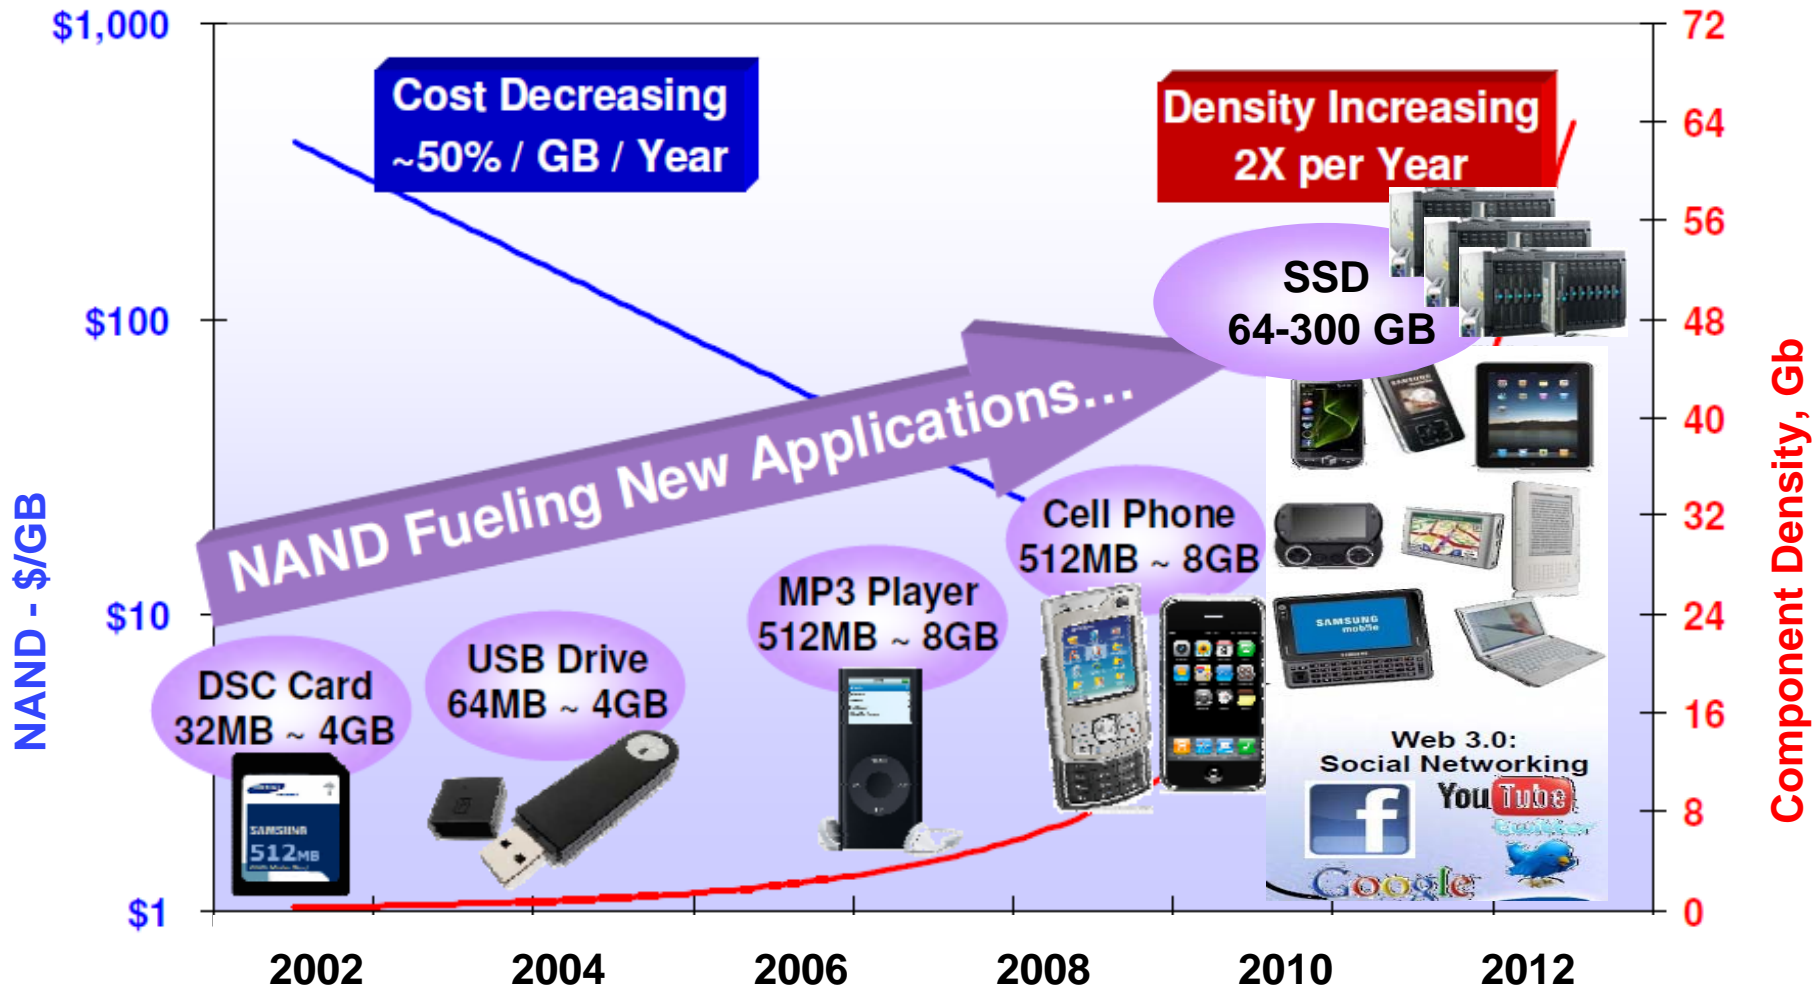 $1,000
$100
$10
$1
NAND - $/GB
72
64
56
48
40
32
24
16
8
0
Component Density, Gb
Cost Decreasing
~50% / GB / Year
Density Increasing
2X per Year
SSD
64-300 GB
NAND Fueling New Applications...
Cell Phone
512MB ~ 8GB
MP3 Player
512MB ~ 8GB
USB Drive
64MB ~ 4GB
DSC Card
32MB ~ 4GB
SAMSUNG
512MB
SAMSUNG
SAMSUNG
mobile
Web 3.0:
Social Networking
f
YouTube
twitter
Google
2002
2004
2006
2008
2010
2012